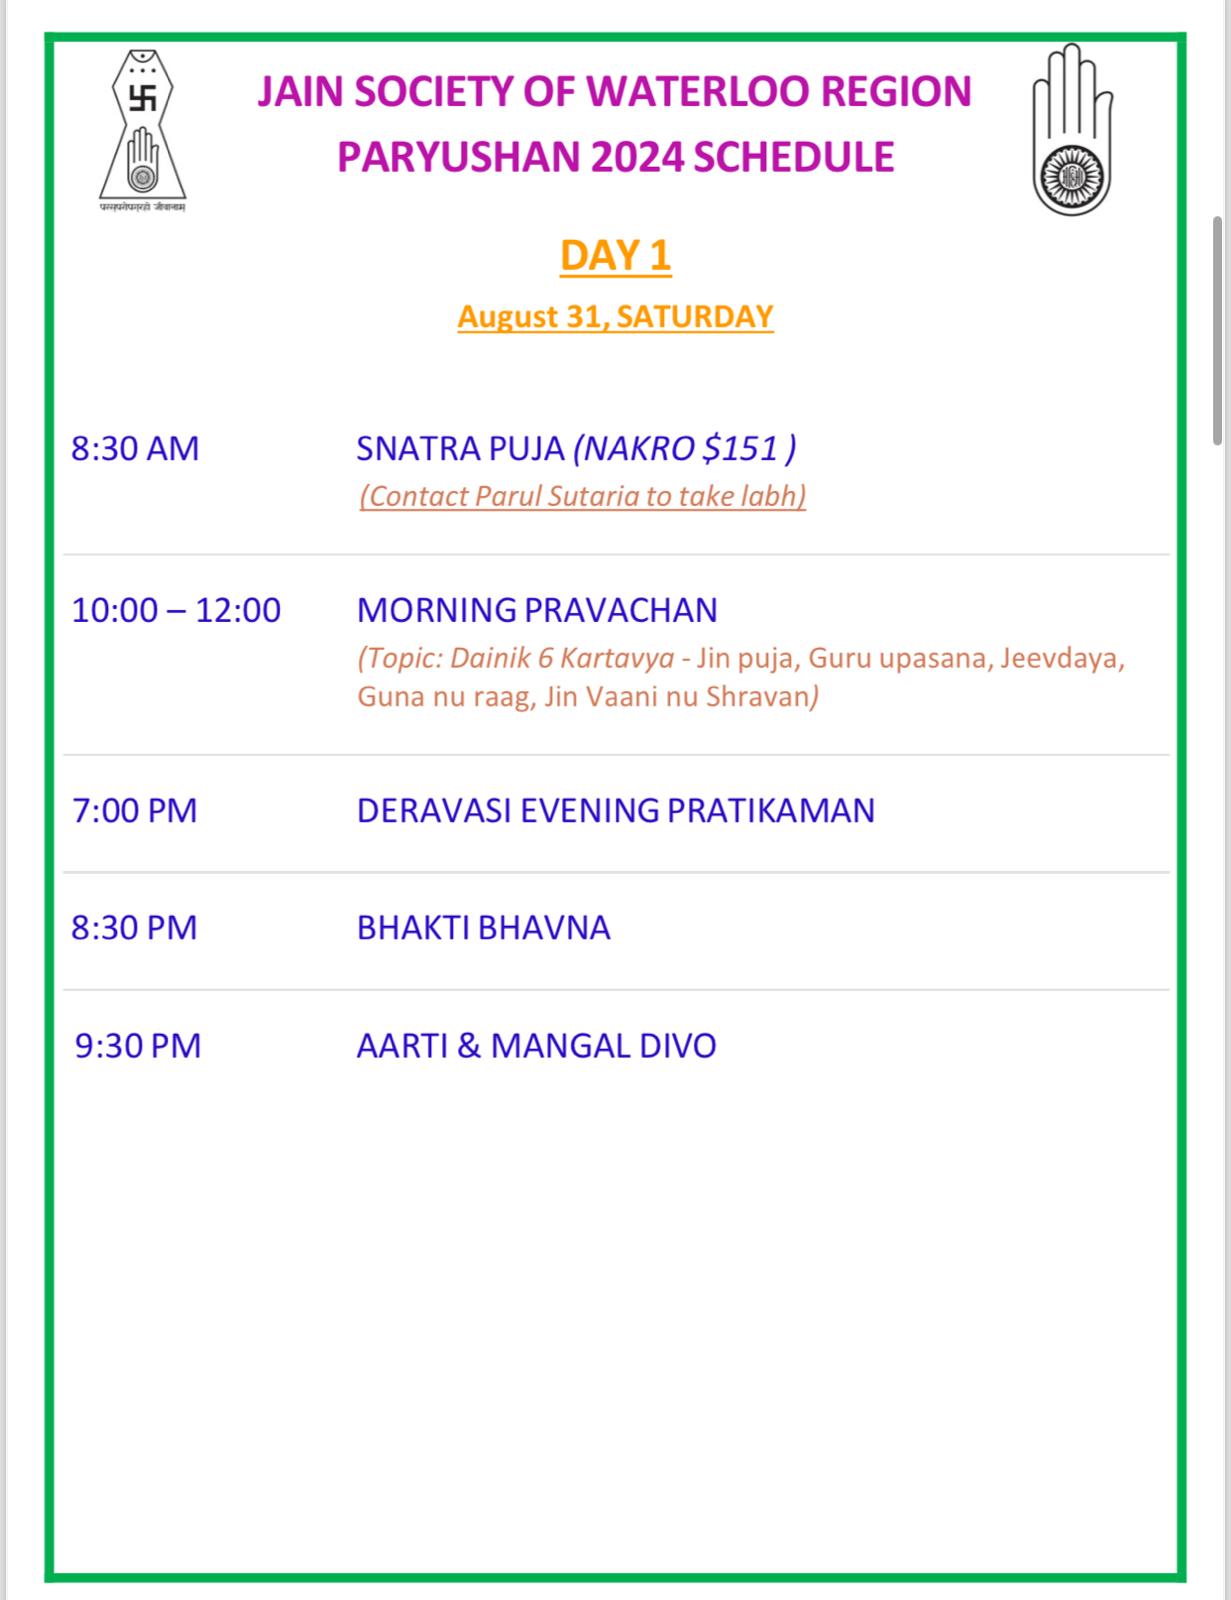 JAIN SOCIETY OF WATERLOO REGION
PARYUSHAN 2024 SCHEDULE
परस्परोपग्रहो जीवानाम्
DAY 1
August 31, SATURDAY
8:30 AM SNATRA PUJA (NAKRO $151 )
(Contact Parul Sutaria to take labh)
10:00 – 12:00 MORNING PRAVACHAN
(Topic: Dainik 6 Kartavya - Jin puja, Guru upasana, Jeevdaya,
Guna nu raag, Jin Vaani nu Shravan)
7:00 PM DERAVASI EVENING PRATIKAMAN
8:30 PM BHAKTI BHAVNA
9:30 PM AARTI & MANGAL DIVO